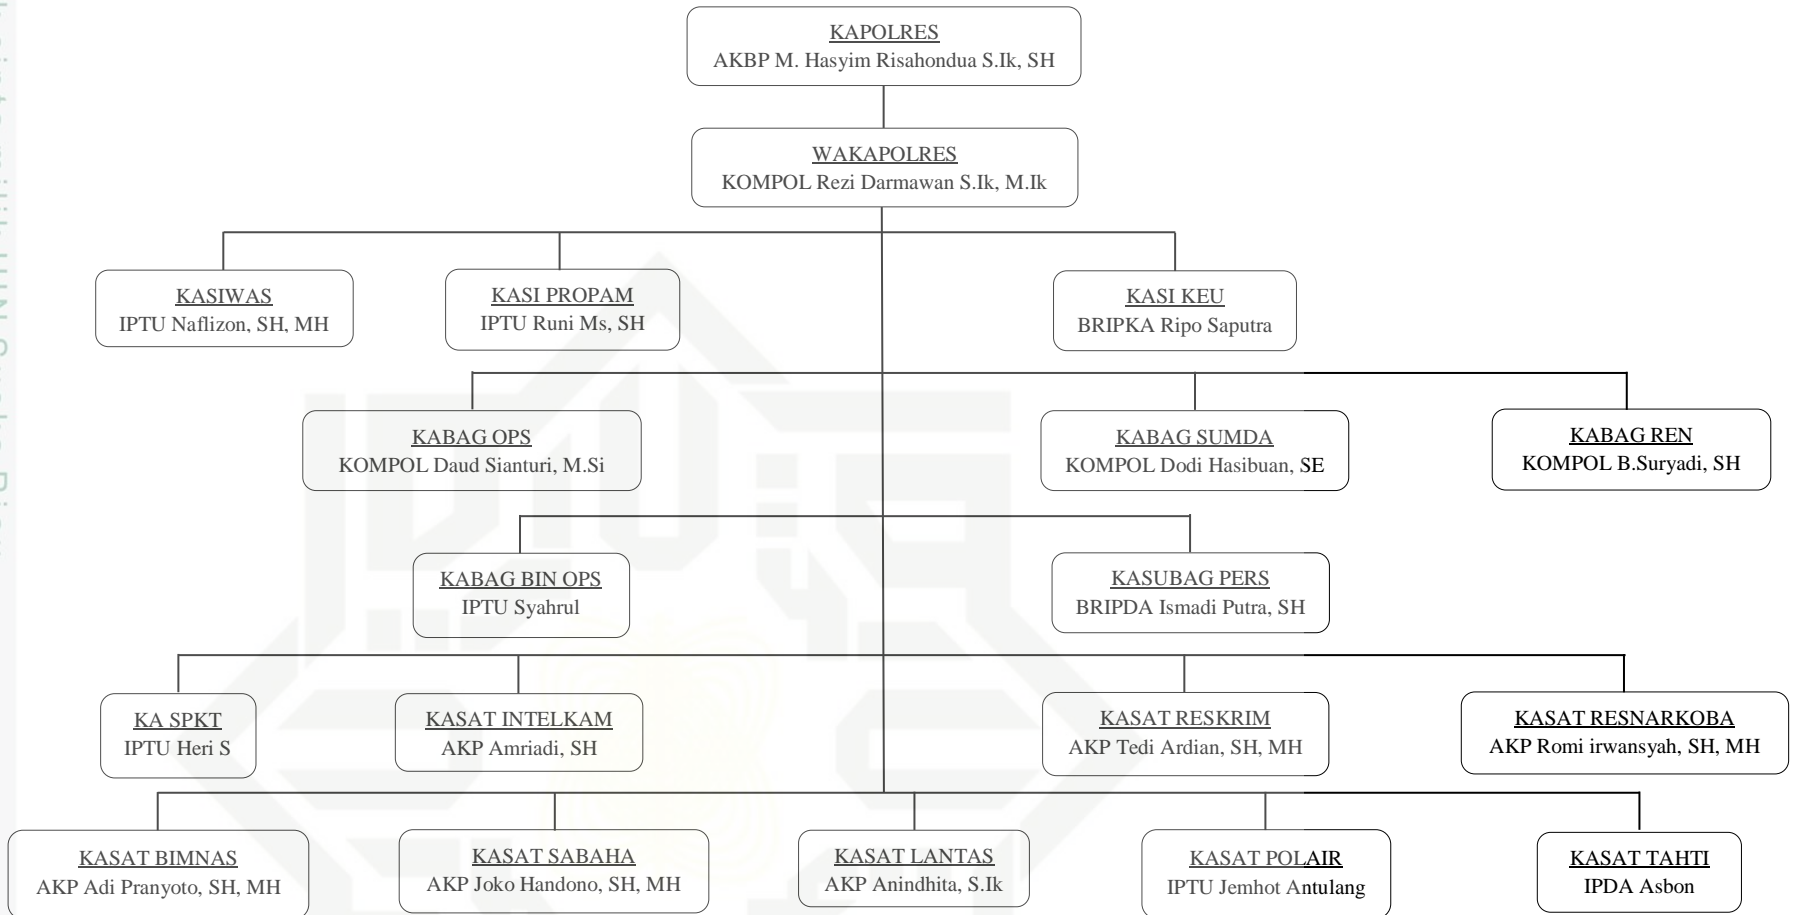 KAPOLRES
AKBP M. Hasyim Risahondua S.Ik, SH
WAKAPOLRES
KOMPOL Rezi Darmawan S.Ik, M.Ik
KASIWAS
IPTU Naflizon, SH, MH
KASI PROPAM
IPTU Runi Ms, SH
KASI KEU
BRIPKA Ripo Saputra
KABAG OPS
KOMPOL Daud Sianturi, M.Si
KABAG SUMDA
KOMPOL Dodi Hasibuan, SE
KABAG REN
KOMPOL B.Suryadi, SH
KABAG BIN OPS
IPTU Syahrul
KASUBAG PERS
BRIPDA Ismadi Putra, SH
KA SPKT
IPTU Heri S
KASAT INTELKAM
AKP Amriadi, SH
KASAT RESKRIM
AKP Tedi Ardian, SH, MH
KASAT RESNARKOBA
AKP Romi irwansyah, SH, MH
KASAT BIMNAS
AKP Adi Pranyoto, SH, MH
KASAT SABAHA
AKP Joko Handono, SH, MH
KASAT LANTAS
AKP Anindhita, S.Ik
KASAT POLAIR
IPTU Jemhot Antulang
KASAT TAHTI
IPDA Asbon